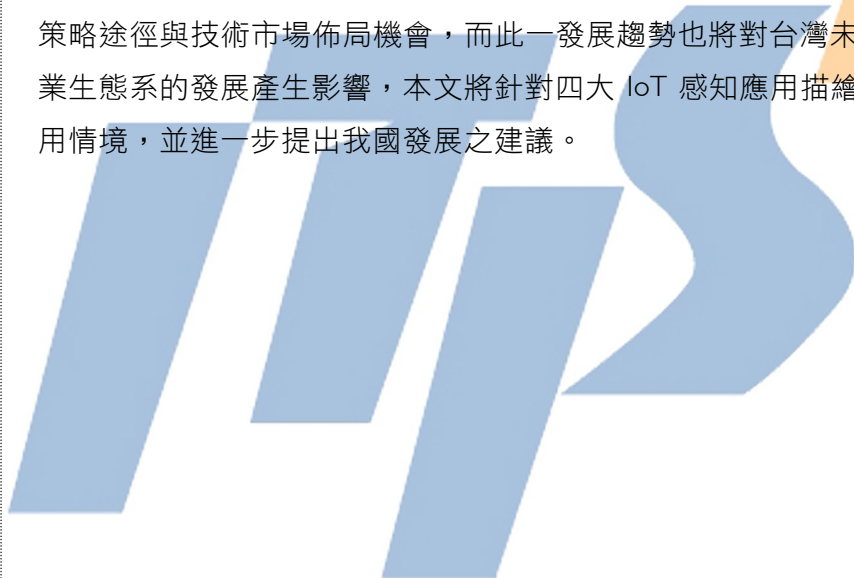 策略途徑與技術市場佈局機會，而此一發展趨勢也將對台灣未
業生態系的發展產生影響，本文將針對四大 IoT 感知應用描繪
用情境，並進一步提出我國發展之建議。